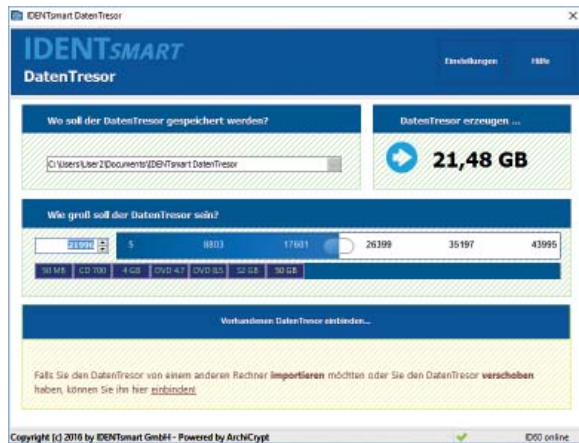 IDENTsmart DatenTresor
IDENTSMART
DatenTresor
Einstellungen Hilfe
Wo soll der DatenTresor gespeichert werden?
DatenTresor erzeugen ...
C:\Users\User2\Documents\IDENTsmart DatenTresor
21,48 GB
Wie groß soll der DatenTresor sein?
21996 5 8803 17601 26399 35197 43995
50 MB CD 700 4 GB DVD 4.7 DVD 8.5 32 GB 50 GB
Vorhandenen DatenTresor einbinden...
Falls Sie den DatenTresor von einem anderen Rechner importieren möchten oder Sie den DatenTresor verschoben
haben, können Sie ihn hier einbinden!
Copyright (c) 2016 by IDENTsmart GmbH - Powered by ArchiCrypt
ID60 online